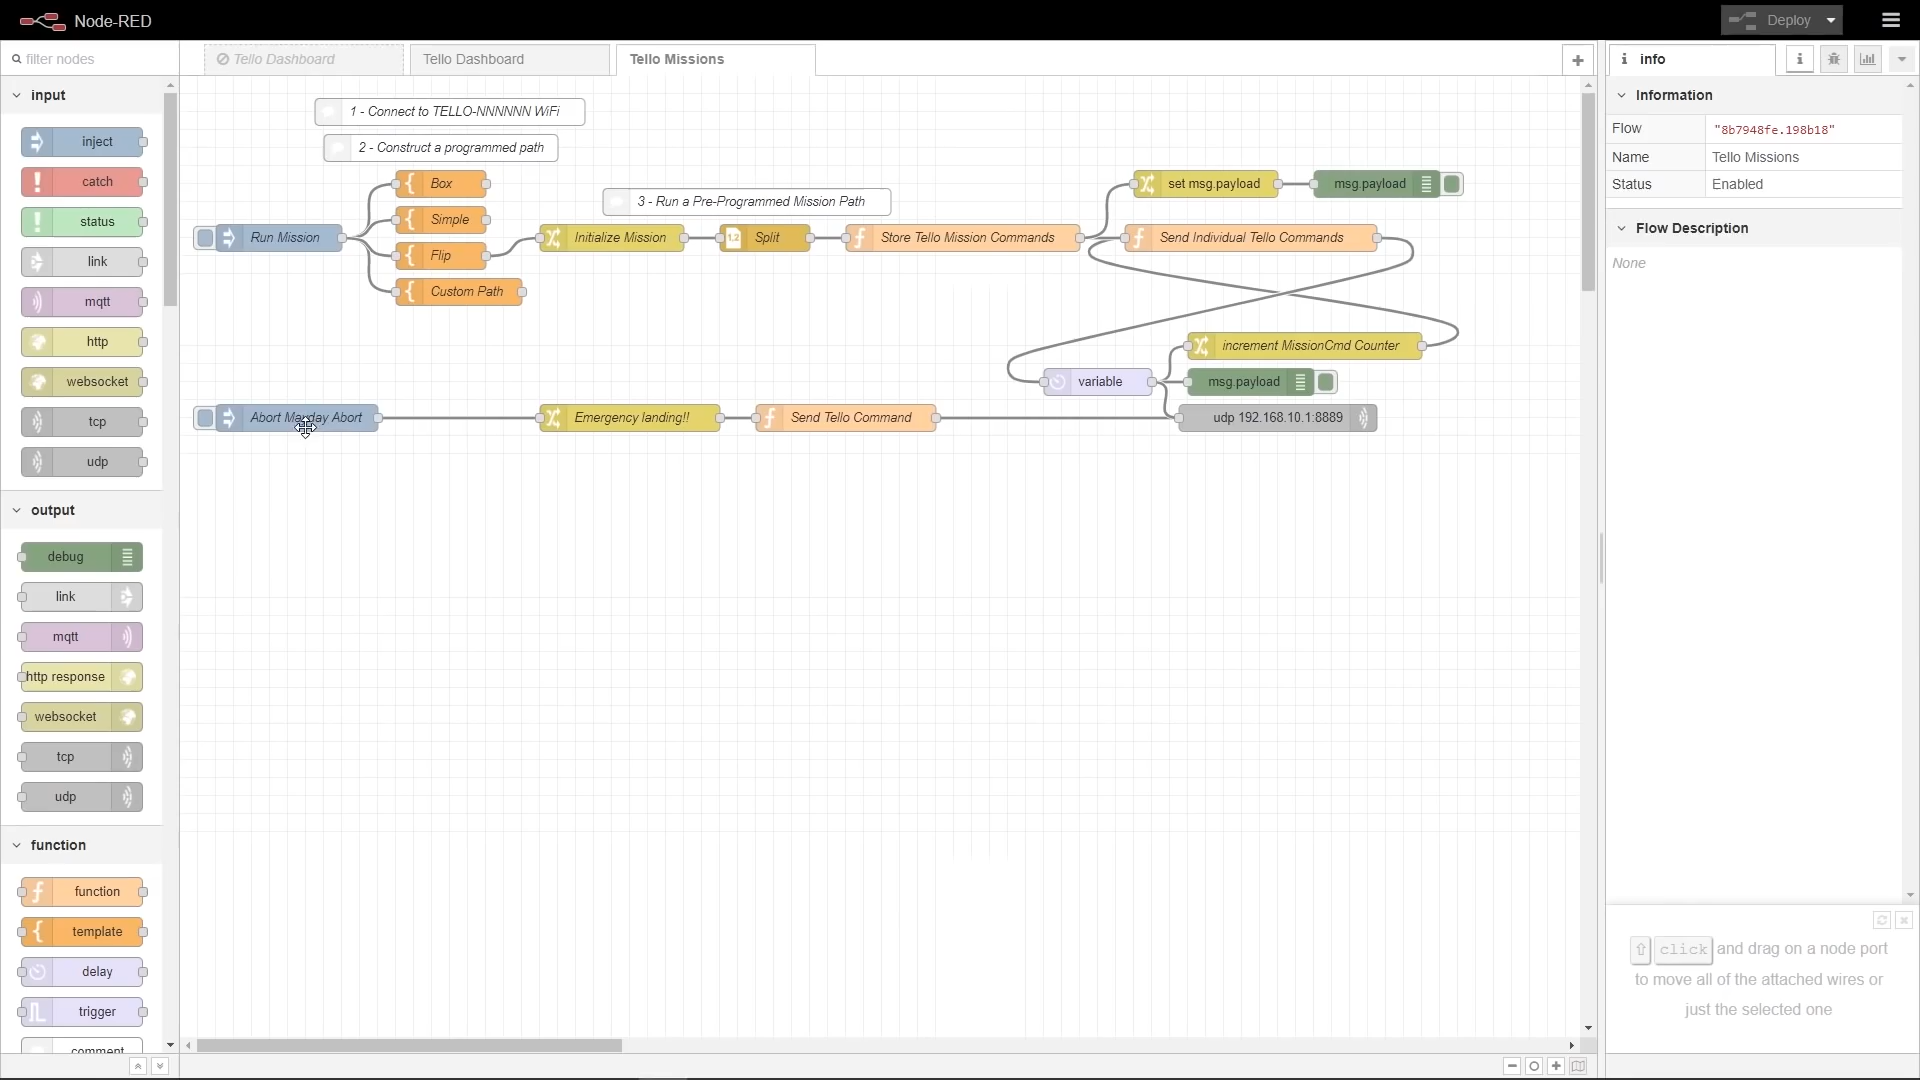 Node-RED
Deploy
filter nodes
Tello Dashboard
Tello Dashboard
Tello Missions
info
input
inject
catch
status
link
mqtt
http
websocket
tcp
udp
output
debug
link
mqtt
http response
websocket
tcp
udp
function
function
template
delay
trigger
comment
1 - Connect to TELLO-NNNNNN WiFi
2 - Construct a programmed path
Box
Simple
Flip
Custom Path
Run Mission
3 - Run a Pre-Programmed Mission Path
Initialize Mission
1,2
Split
Store Tello Mission Commands
set msg.payload
msg.payload
Send Individual Tello Commands
increment MissionCmd Counter
variable
msg.payload
Abort Mayday Abort
Emergency landing!!
Send Tello Command
udp 192.168.10.1:8889
Information
Flow "8b7948fe.198b18"
Name Tello Missions
Status Enabled
Flow Description
None
⇧ click and drag on a node port
to move all of the attached wires or
just the selected one